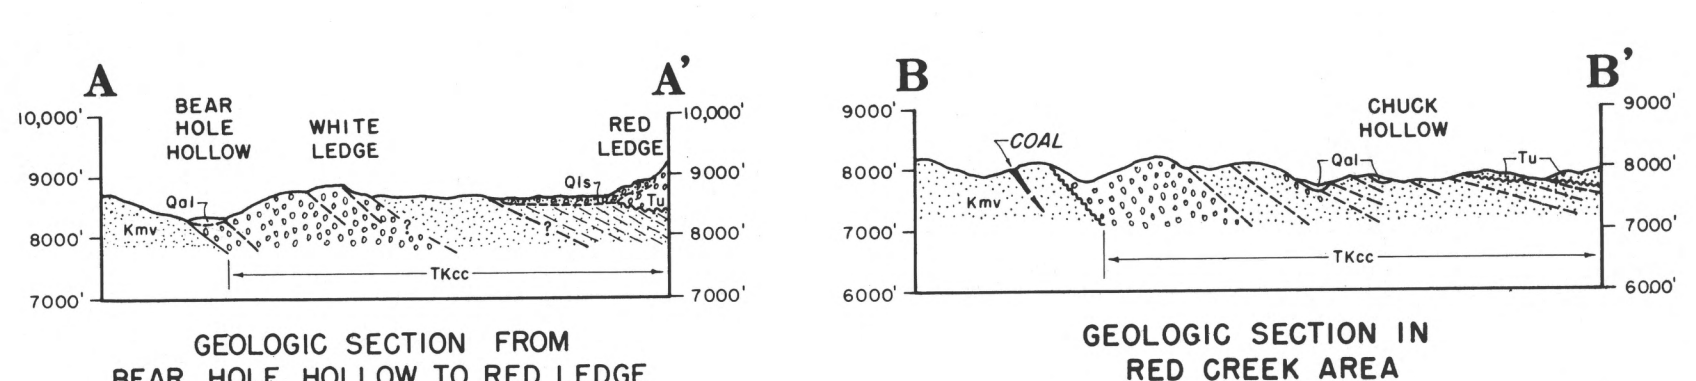 A
A'
BEAR
HOLE
HOLLOW
WHITE
LEDGE
RED
LEDGE
10,000'
9000'
8000'
7000'
10,000'
9000'
8000'
7000'
Qal
Kmv
?
?
Qls
Tu
TKcc
GEOLOGIC SECTION FROM
BEAR HOLE HOLLOW TO RED LEDGE
B
B'
COAL
CHUCK
HOLLOW
9000'
8000'
7000'
6000'
9000'
8000'
7000'
6000'
Kmv
Qal
Tu
TKcc
GEOLOGIC SECTION IN
RED CREEK AREA